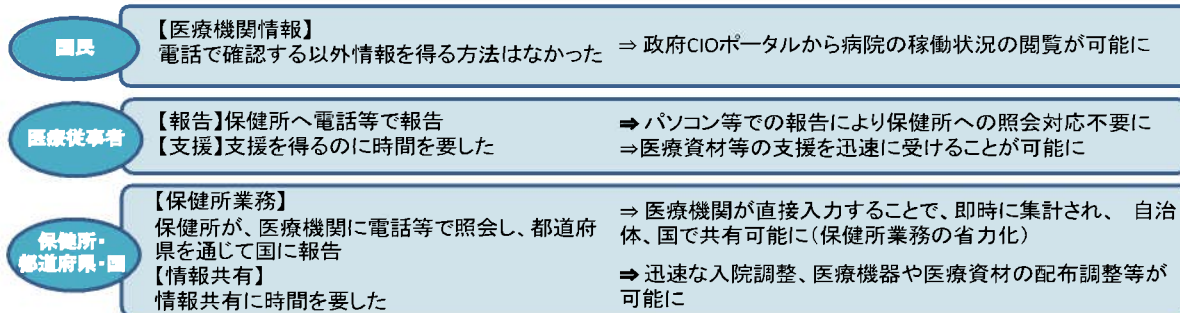 国民
【医療機関情報】
電話で確認する以外情報を得る方法はなかった
⇒ 政府CIOポータルから病院の稼働状況の閲覧が可能に
医療従事者
【報告】保健所へ電話等で報告
【支援】支援を得るのに時間を要した
➡ パソコン等での報告により保健所への照会対応不要に
⇒医療資材等の支援を迅速に受けることが可能に
保健所・
都道府県・国
【保健所業務】
保健所が、医療機関に電話等で照会し、都道府
県を通じて国に報告
【情報共有】
情報共有に時間を要した
⇒ 医療機関が直接入力することで、即時に集計され、 自治
体、国で共有可能に(保健所業務の省力化)
➡ 迅速な入院調整、医療機器や医療資材の配布調整等が
可能に